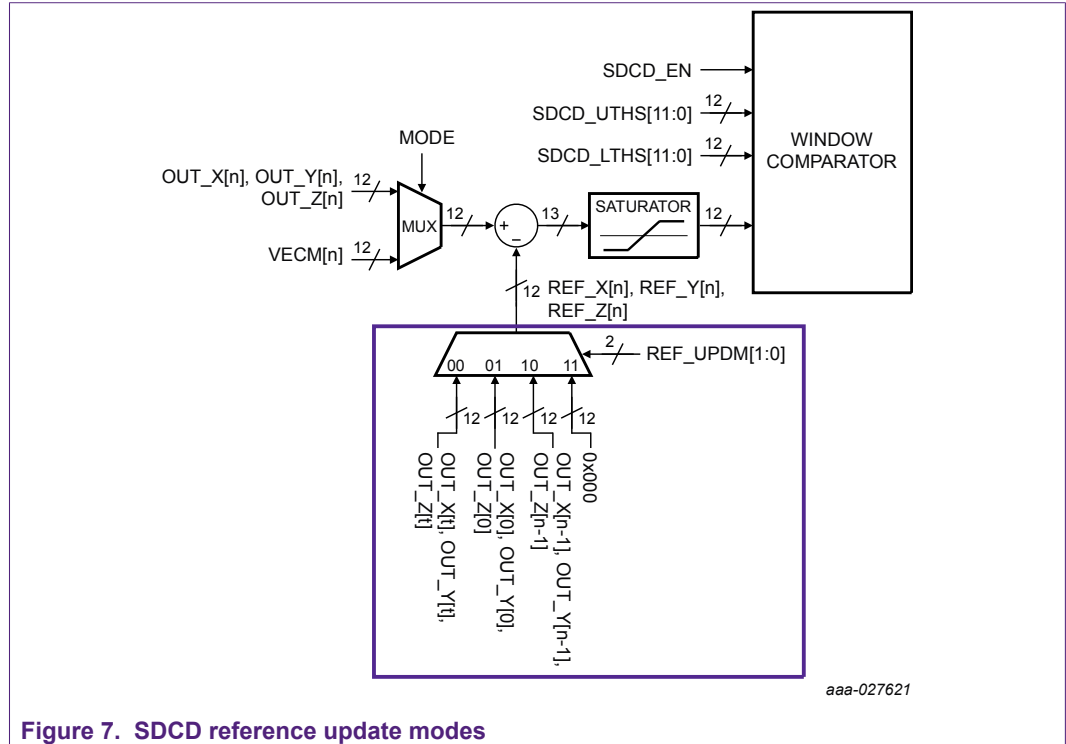 SDCD_EN
12
SDCD_UTHS[11:0]
12
SDCD_LTHS[11:0]
WINDOW
COMPARATOR
MODE
OUT_X[n], OUT_Y[n],
OUT_Z[n]
12
MUX
12
+
−
13
SATURATOR
12
VECM[n]
12
12 REF_X[n], REF_Y[n],
REF_Z[n]
2
REF_UPDM[1:0]
00 01 10 11
12 12 12 12
OUT_X[t], OUT_Y[t],
OUT_Z[t]
OUT_X[0], OUT_Y[0],
OUT_Z[0]
OUT_X[n-1], OUT_Y[n-1],
OUT_Z[n-1]
0x000
aaa-027621
Figure 7. SDCD reference update modes